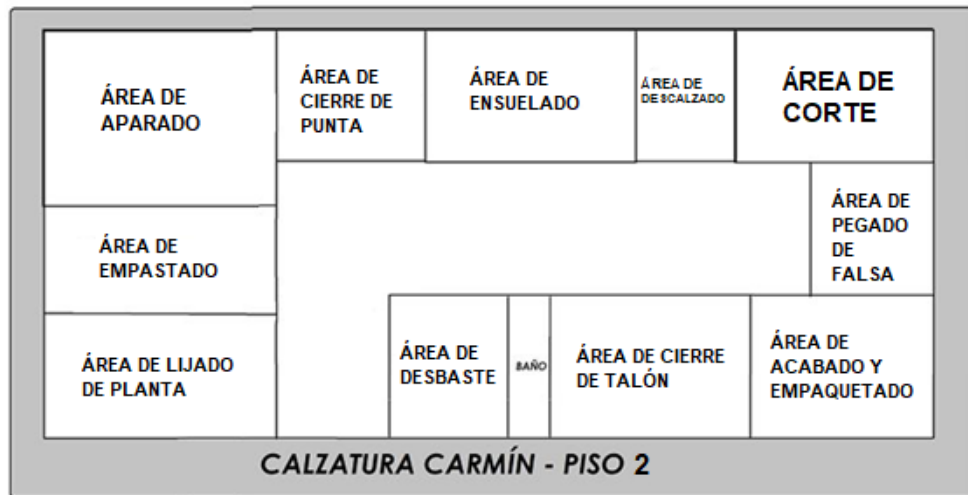 ÁREA DE
APARADO
ÁREA DE
CIERRE DE
PUNTA
ÁREA DE
ENSUELADO
ÁREA DE
DESCALZADO
ÁREA DE
CORTE
ÁREA DE
EMPASTADO
ÁREA DE
PEGADO
DE
FALSA
ÁREA DE LIJADO
DE PLANTA
ÁREA DE
DESBASTE
BAÑO
ÁREA DE CIERRE
DE TALÓN
ÁREA DE
ACABADO Y
EMPAQUETADO
CALZATURA CARMÍN - PISO 2